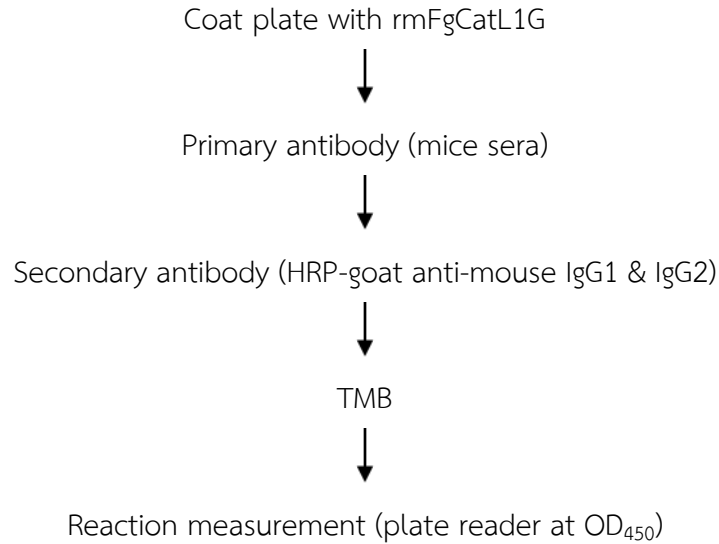 Coat plate with rmFgCatL1G
Primary antibody (mice sera)
Secondary antibody (HRP-goat anti-mouse IgG1 & IgG2)
TMB
Reaction measurement (plate reader at OD₄₅₀)